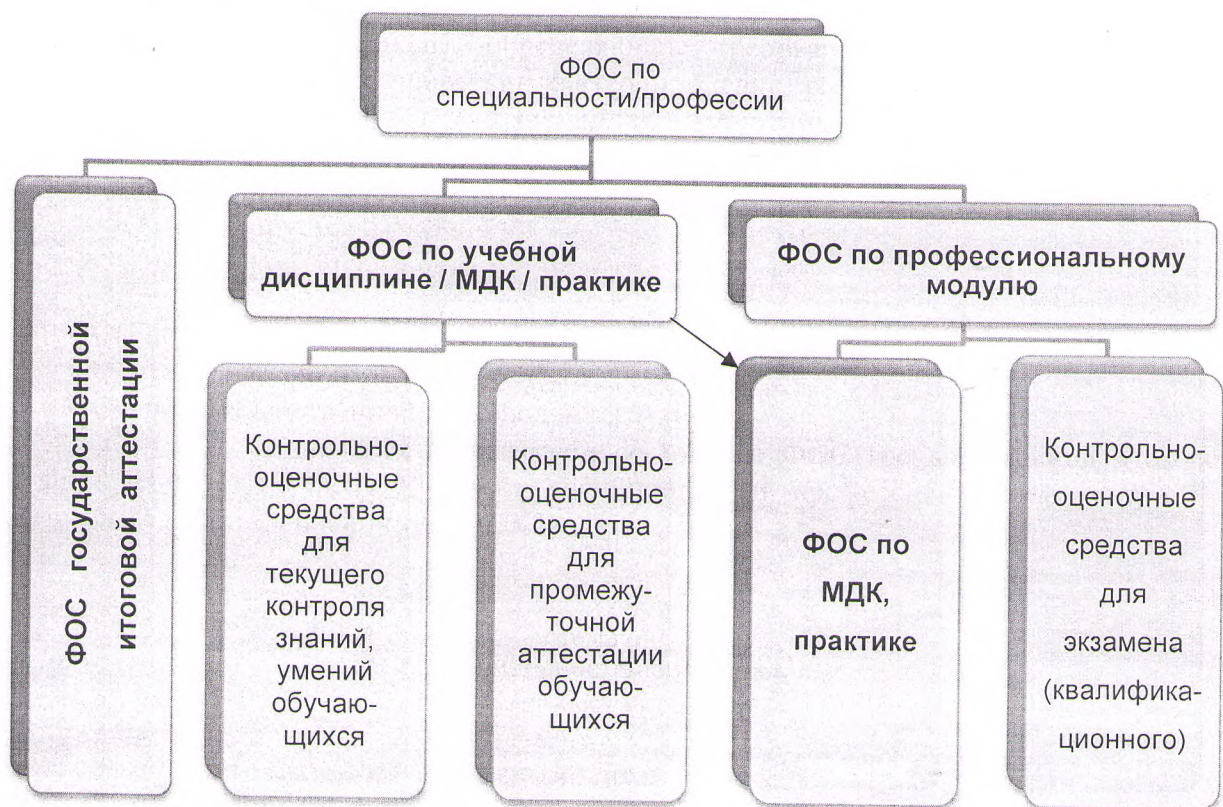 ФОС по
специальности/профессии
ФОС государственной
итоговой аттестации
ФОС по учебной
дисциплине / МДК / практике
ФОС по профессиональному
модулю
Контрольно-
оценочные
средства
для
текущего
контроля
знаний,
умений
обучаю-
щихся
Контрольно-
оценочные
средства
для
промежу-
точной
аттестации
обучаю-
щихся
ФОС по
МДК,
практике
Контрольно-
оценочные
средства
для
экзамена
(квалифика-
ционного)